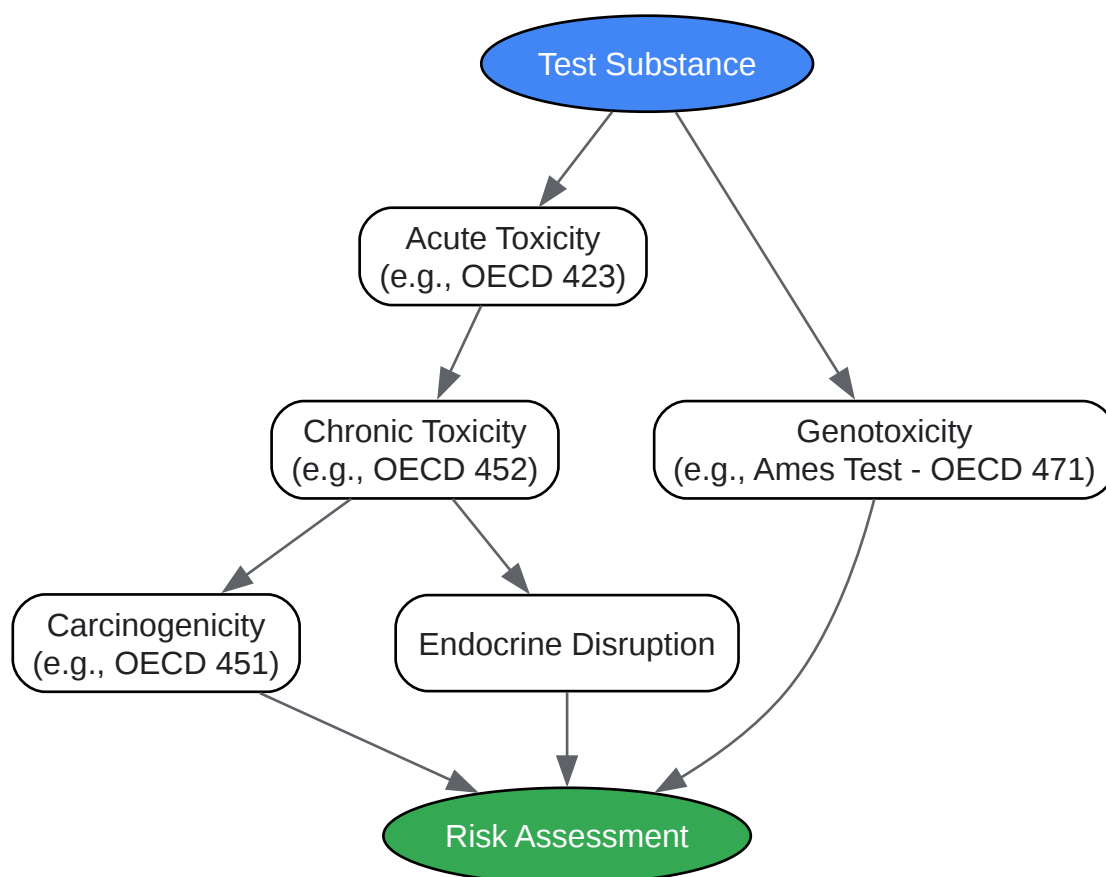 Test Substance
Acute Toxicity
(e.g., OECD 423)
Chronic Toxicity
(e.g., OECD 452)
Genotoxicity
(e.g., Ames Test - OECD 471)
Carcinogenicity
(e.g., OECD 451)
Endocrine Disruption
Risk Assessment